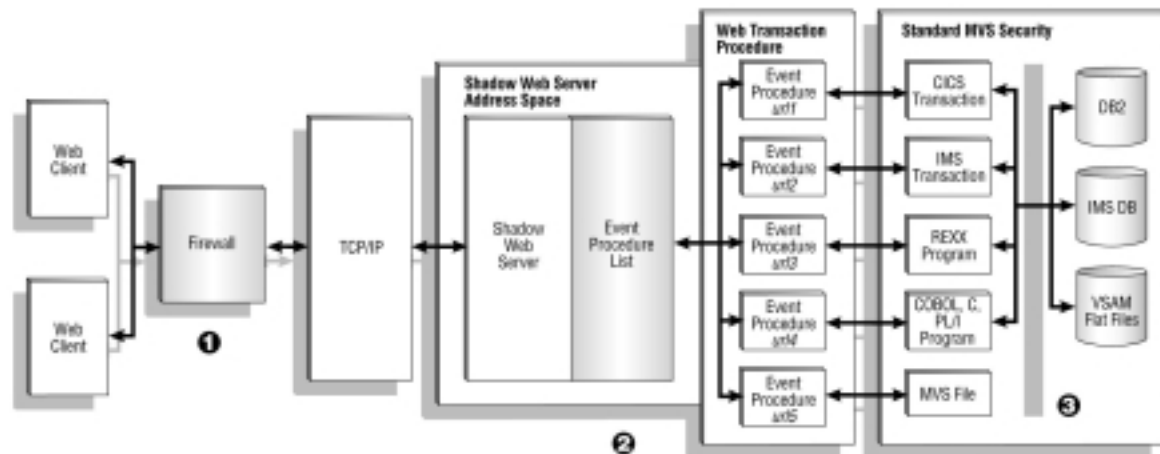 Web
Client
Web
Client
Firewall
❶
TCP/IP
Shadow Web Server
Address Space
Shadow
Web
Server
Event
Procedure
List
❷
Web Transaction
Procedure
Event
Procedure
url1
Event
Procedure
url2
Event
Procedure
url3
Event
Procedure
url4
Event
Procedure
url5
Standard MVS Security
CICS
Transaction
IMS
Transaction
REXX
Program
COBOL, C,
PL/I
Program
MVS File
DB2
IMS DB
VSAM
Flat Files
❸